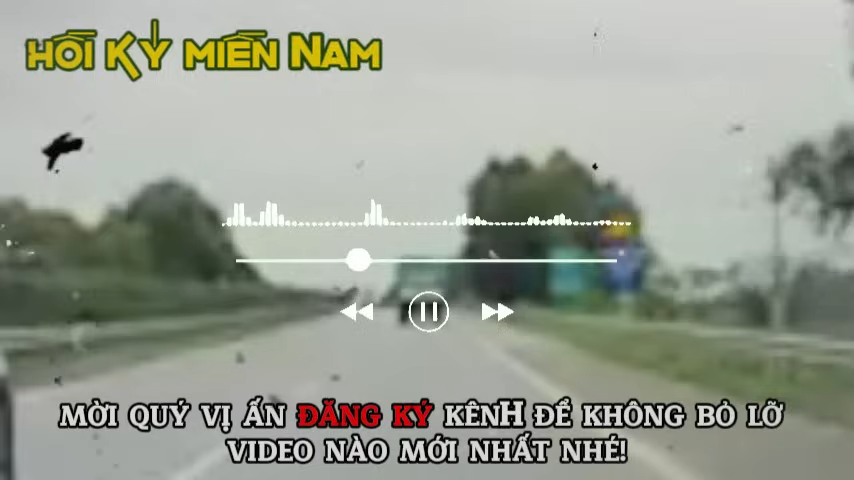 HỒI KÝ MIỀN NAM
MỜI QUÝ VỊ ẤN ĐĂNG KÝ KÊNH ĐỂ KHÔNG BỎ LỠ
VIDEO NÀO MỚI NHẤT NHÉ!